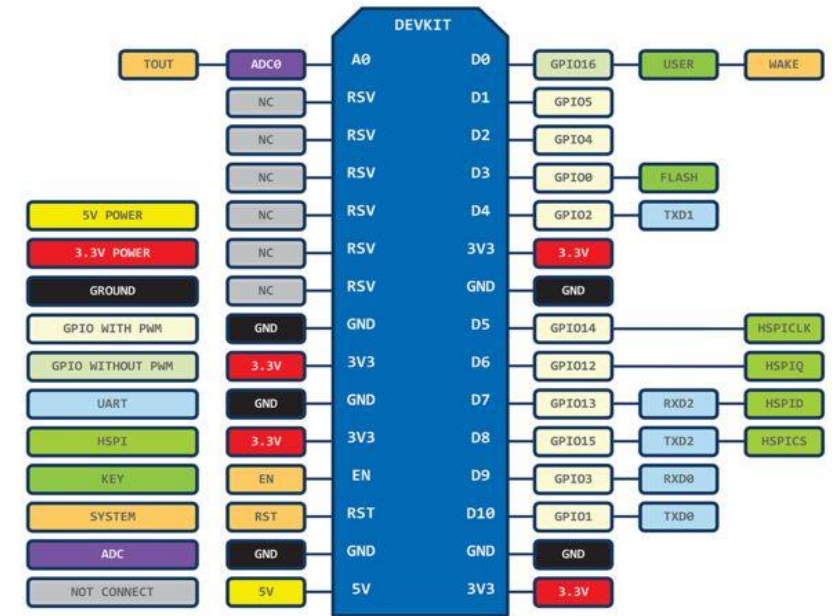 DEVKIT
TOUT ADC0 A0 D0 GPIO16 USER WAKE
NC RSV D1 GPIO5
NC RSV D2 GPIO4
NC RSV D3 GPIO0 FLASH
5V POWER NC RSV D4 GPIO2 TXD1
3.3V POWER NC RSV 3V3 3.3V
GROUND NC RSV GND GND
GPIO WITH PWM GND GND D5 GPIO14 HSPICLK
GPIO WITHOUT PWM 3.3V 3V3 D6 GPIO12 HSPIQ
UART GND GND D7 GPIO13 RXD2 HSPID
HSPI 3.3V 3V3 D8 GPIO15 TXD2 HSPICS
KEY EN EN D9 GPIO3 RXD0
SYSTEM RST RST D10 GPIO1 TXD0
ADC GND GND GND GND
NOT CONNECT 5V 5V 3V3 3.3V